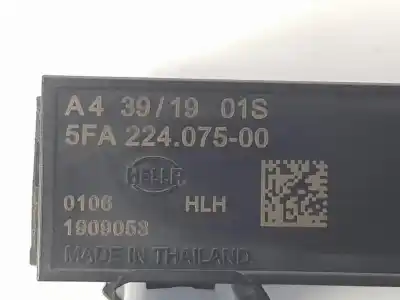 A4 39/19 01S
5FA 224.075-00
HELLA
0106 HLH
1909053
MADE IN THAILAND